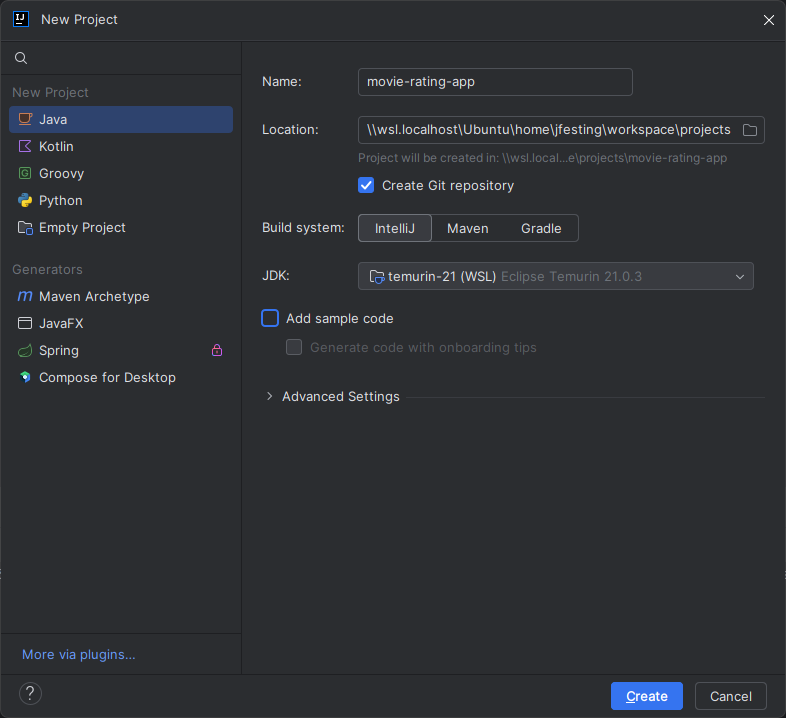 New Project
New Project
Java
Kotlin
Groovy
Python
Empty Project
Generators
Maven Archetype
JavaFX
Spring
Compose for Desktop
More via plugins...
Name: movie-rating-app
Location: \\wsl.localhost\Ubuntu\home\jfesting\workspace\projects
Project will be created in: \\wsl.local...e\projects\movie-rating-app
Create Git repository
Build system: IntelliJ Maven Gradle
JDK: temurin-21 (WSL) Eclipse Temurin 21.0.3
Add sample code
Generate code with onboarding tips
Advanced Settings
?
Create Cancel